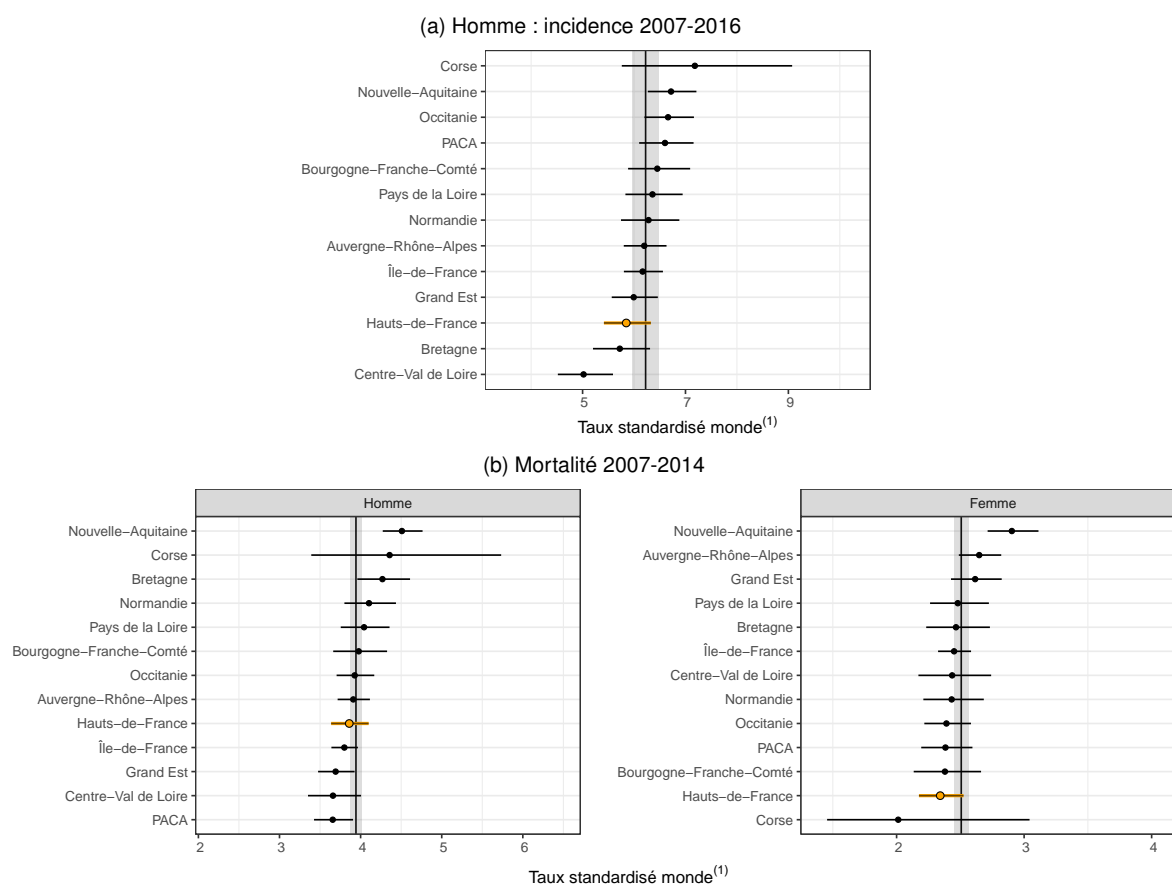 (a) Homme : incidence 2007-2016
Corse
Nouvelle−Aquitaine
Occitanie
PACA
Bourgogne−Franche−Comté
Pays de la Loire
Normandie
Auvergne−Rhône−Alpes
Île−de−France
Grand Est
Hauts−de−France
Bretagne
Centre−Val de Loire
5 7 9
Taux standardisé monde(1)
(b) Mortalité 2007-2014
Homme
Nouvelle−Aquitaine
Corse
Bretagne
Normandie
Pays de la Loire
Bourgogne−Franche−Comté
Occitanie
Auvergne−Rhône−Alpes
Hauts−de−France
Île−de−France
Grand Est
Centre−Val de Loire
PACA
2 3 4 5 6
Femme
Nouvelle−Aquitaine
Auvergne−Rhône−Alpes
Grand Est
Pays de la Loire
Bretagne
Île−de−France
Centre−Val de Loire
Normandie
Occitanie
PACA
Bourgogne−Franche−Comté
Hauts−de−France
Corse
2 3 4
Taux standardisé monde(1)